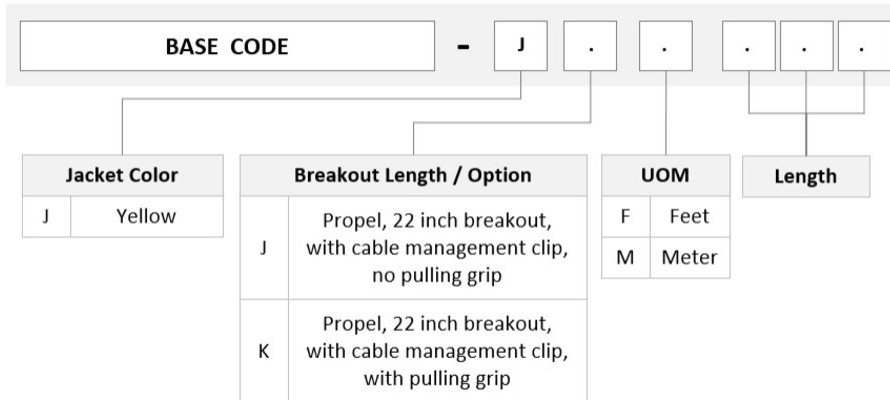 BASE CODE - J . . . . .
Jacket Color
J Yellow
Breakout Length / Option
J Propel, 22 inch breakout,
with cable management clip,
no pulling grip
K Propel, 22 inch breakout,
with cable management clip,
with pulling grip
UOM
F Feet
M Meter
Length